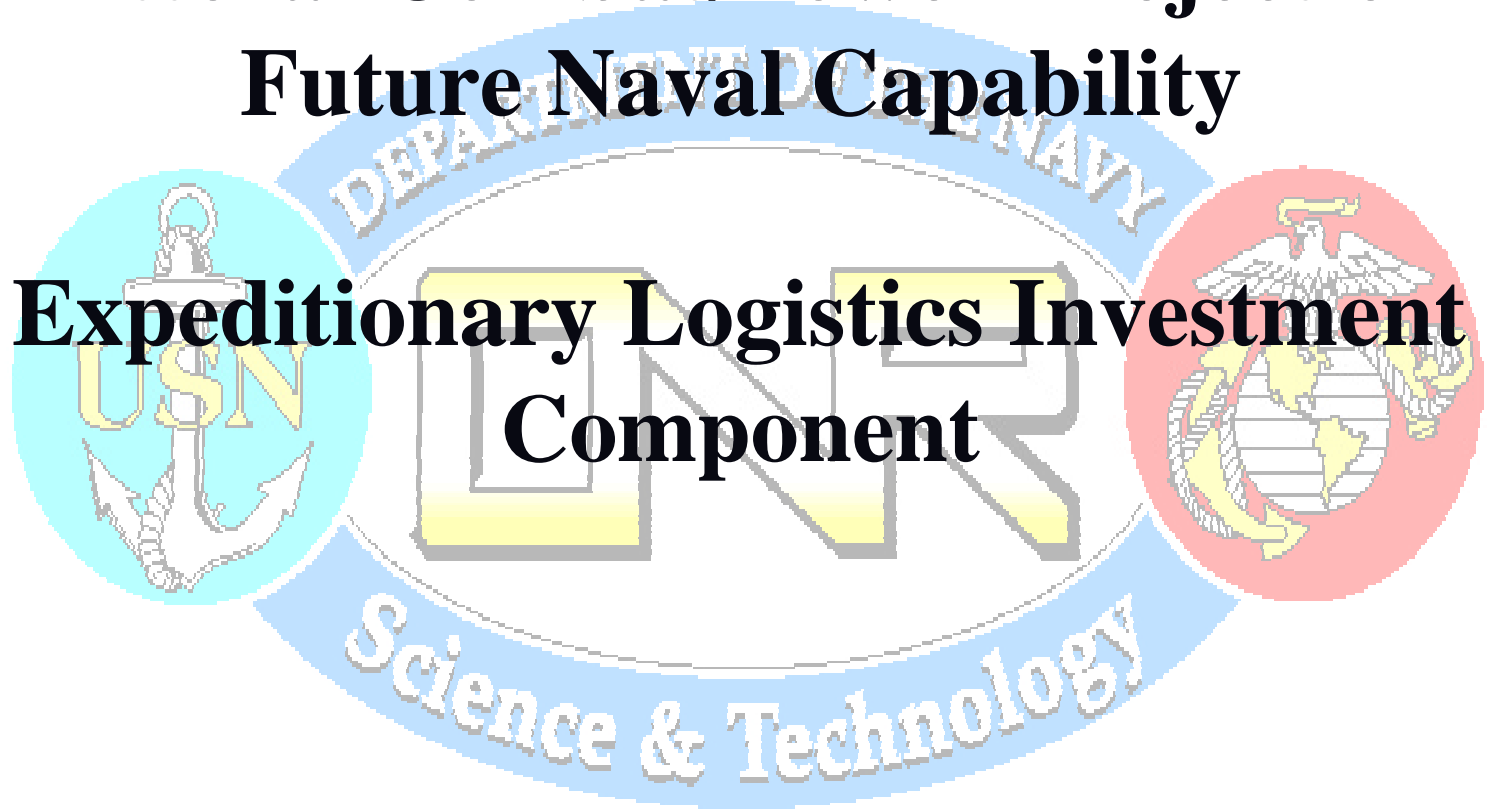 Future Naval Capability
DEPARTMENT OF THE NAVY
Expeditionary Logistics Investment
USN
ONR
Component
Science & Technology